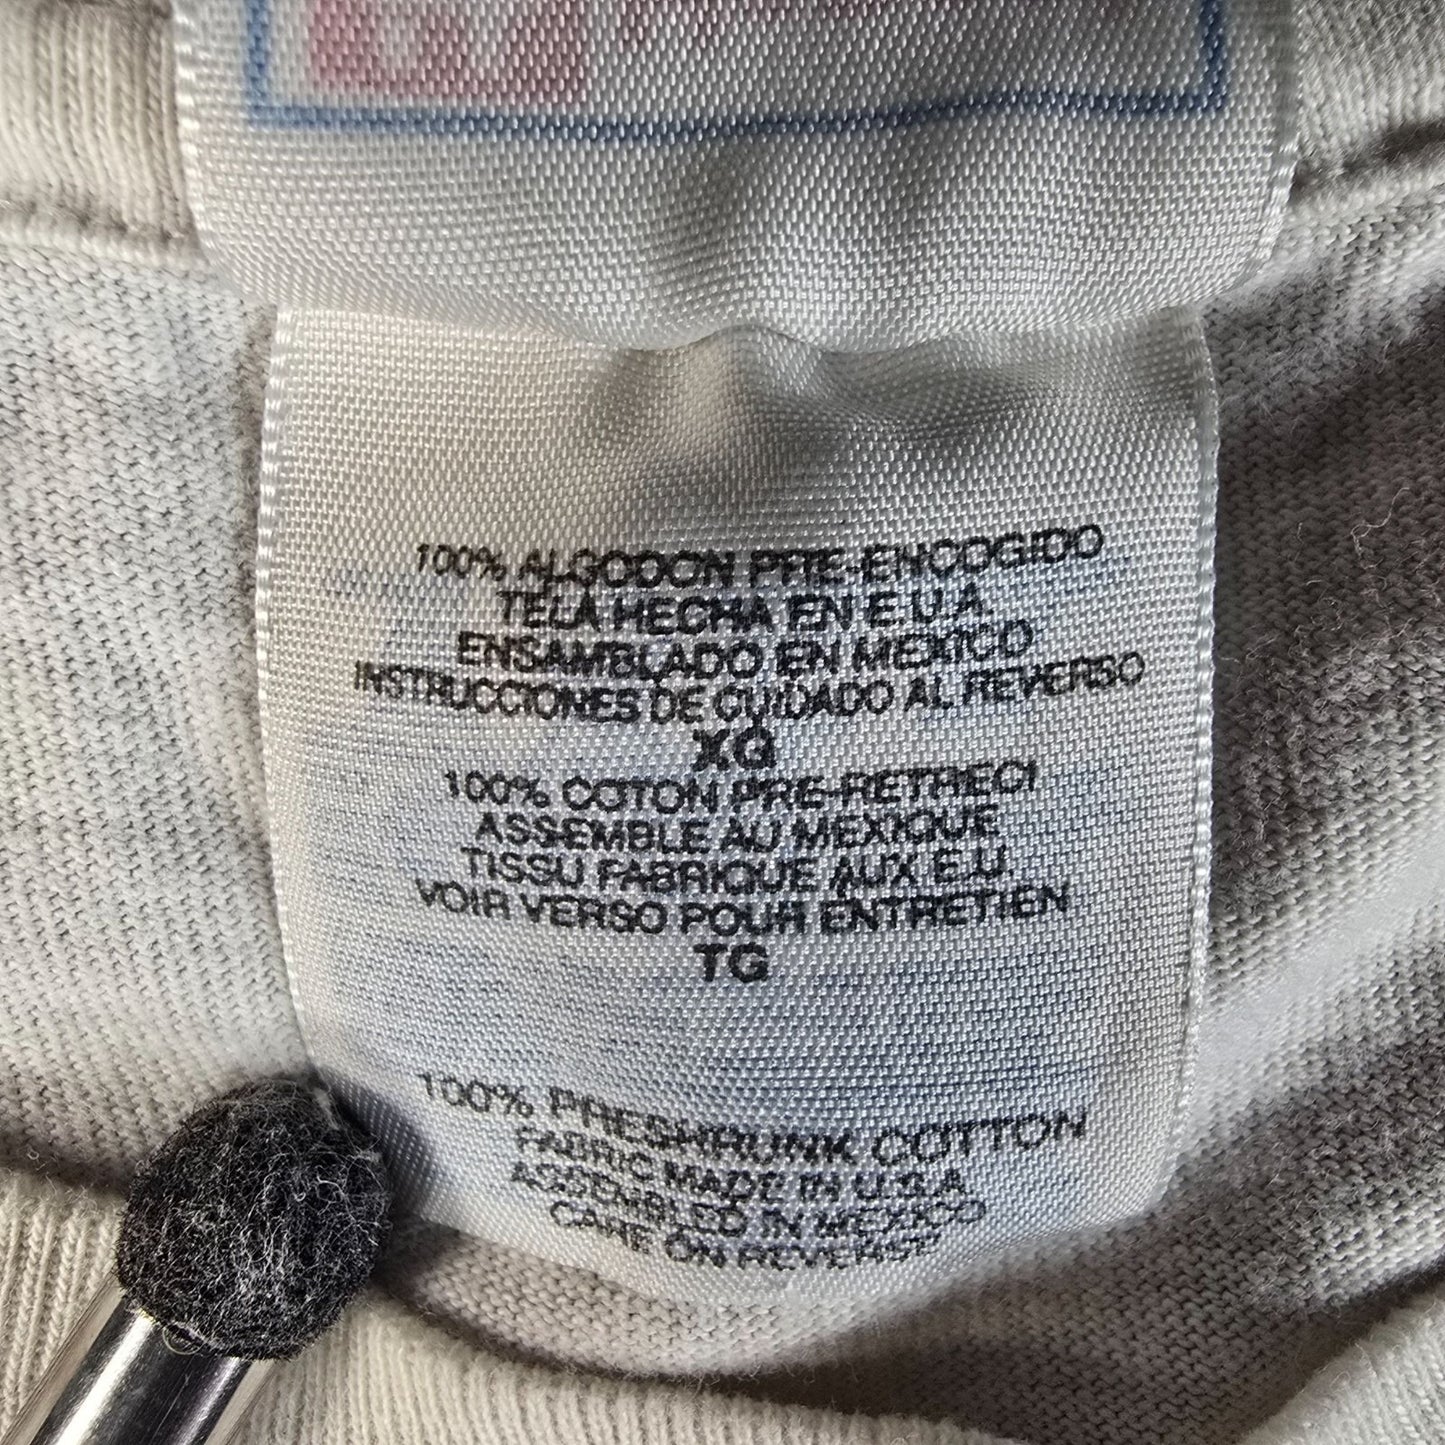 100% ALGODON PRE-ENCOGIDO
TELA HECHA EN E.U.A.
ENSAMBLADO EN MEXICO
INSTRUCCIONES DE CUIDADO AL REVERSO
XG
100% COTON PRE-RETRECI
ASSEMBLE AU MEXIQUE
TISSU FABRIQUE AUX E.U.
VOIR VERSO POUR ENTRETIEN
TG
100% PRESHRUNK COTTON
FABRIC MADE IN U.S.A.
ASSEMBLED IN MEXICO
CARE ON REVERSE